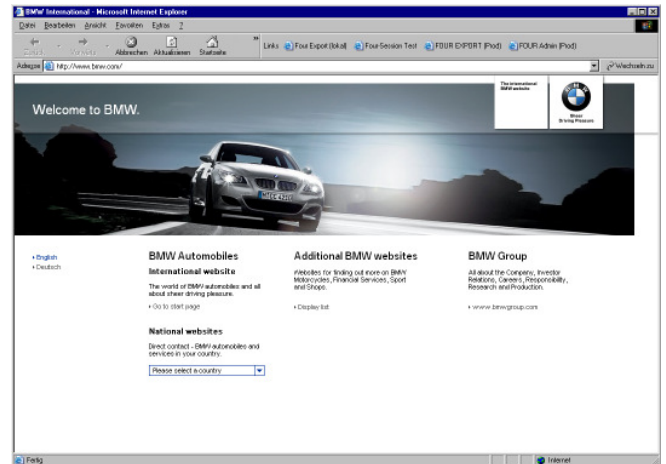 BMW International - Microsoft Internet Explorer
Datei Bearbeiten Ansicht Favoriten Extras ?
Zurück Vorwärts Abbrechen Aktualisieren Startseite » Links Four Export (lokal) Four Session Test FOUR EXPORT (Prod) FOUR Admin (Prod)
Adresse http://www.bmw.com/ Wechseln zu
The international
BMW website
Sheer
Driving Pleasure
Welcome to BMW.
English
Deutsch
BMW Automobiles
International website
The world of BMW automobiles and all
about sheer driving pleasure.
Go to start page
National websites
Direct contact - BMW automobiles and
services in your country.
Please select a country
Additional BMW websites
Websites for finding out more on BMW
Motorcycles, Financial Services, Sport
and Shops.
Display list
BMW Group
All about the Company, Investor
Relations, Careers, Responsibility,
Research and Production.
www.bmwgroup.com
Fertig Internet